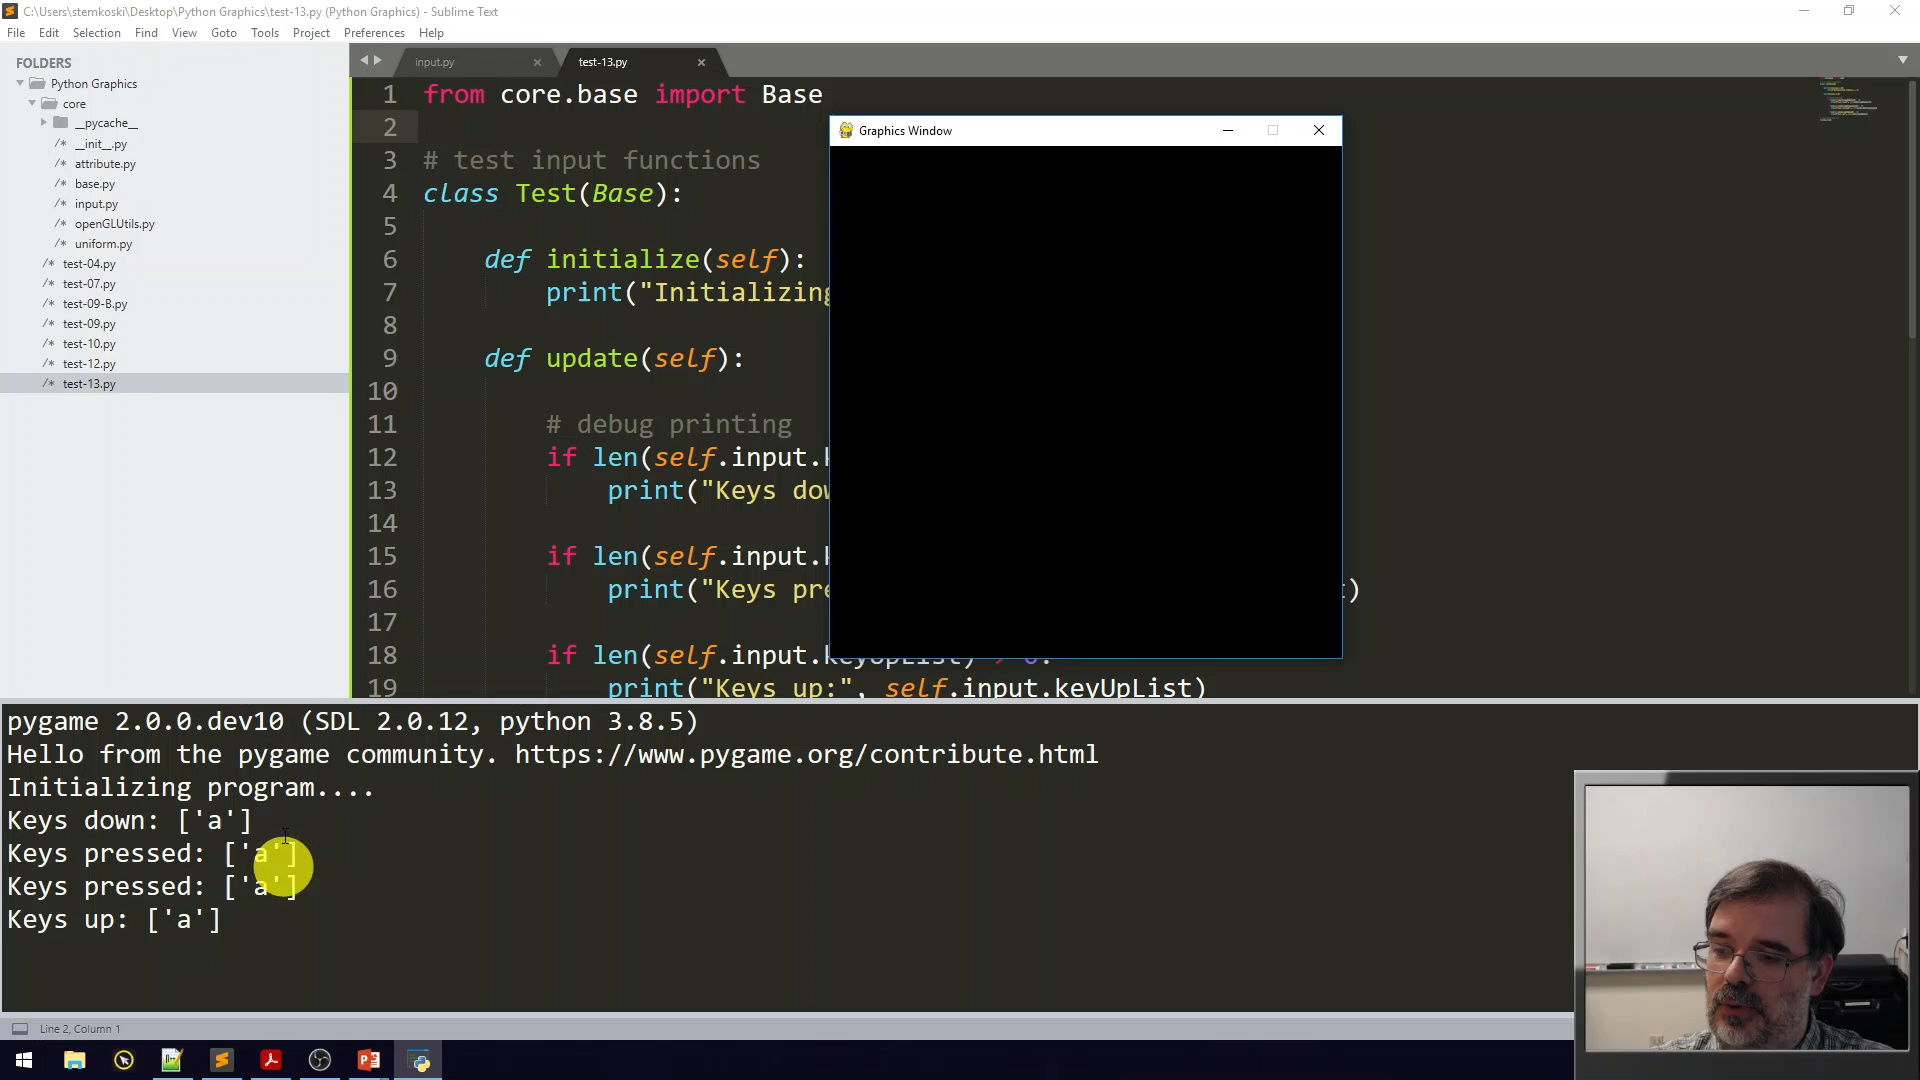 C:\Users\stemkoski\Desktop\Python Graphics\test-13.py (Python Graphics) - Sublime Text
File Edit Selection Find View Goto Tools Project Preferences Help
FOLDERS
Python Graphics
core
__pycache__
__init__.py
attribute.py
base.py
input.py
openGLUtils.py
uniform.py
test-04.py
test-07.py
test-09-B.py
test-09.py
test-10.py
test-12.py
test-13.py
input.py
test-13.py
1 from core.base import Base
2
3 # test input functions
4 class Test(Base):
5
6 def initialize(self):
7 print("Initializing
8
9 def update(self):
10
11 # debug printing
12 if len(self.input.
13 print("Keys dow
14
15 if len(self.input.
16 print("Keys pre )
17
18 if len(self.input.keyUpList) > 0:
19 print("Keys up:", self.input.keyUpList)
Graphics Window
pygame 2.0.0.dev10 (SDL 2.0.12, python 3.8.5)
Hello from the pygame community. https://www.pygame.org/contribute.html
Initializing program....
Keys down: ['a']
Keys pressed: ['a']
Keys pressed: ['a']
Keys up: ['a']
Line 2, Column 1